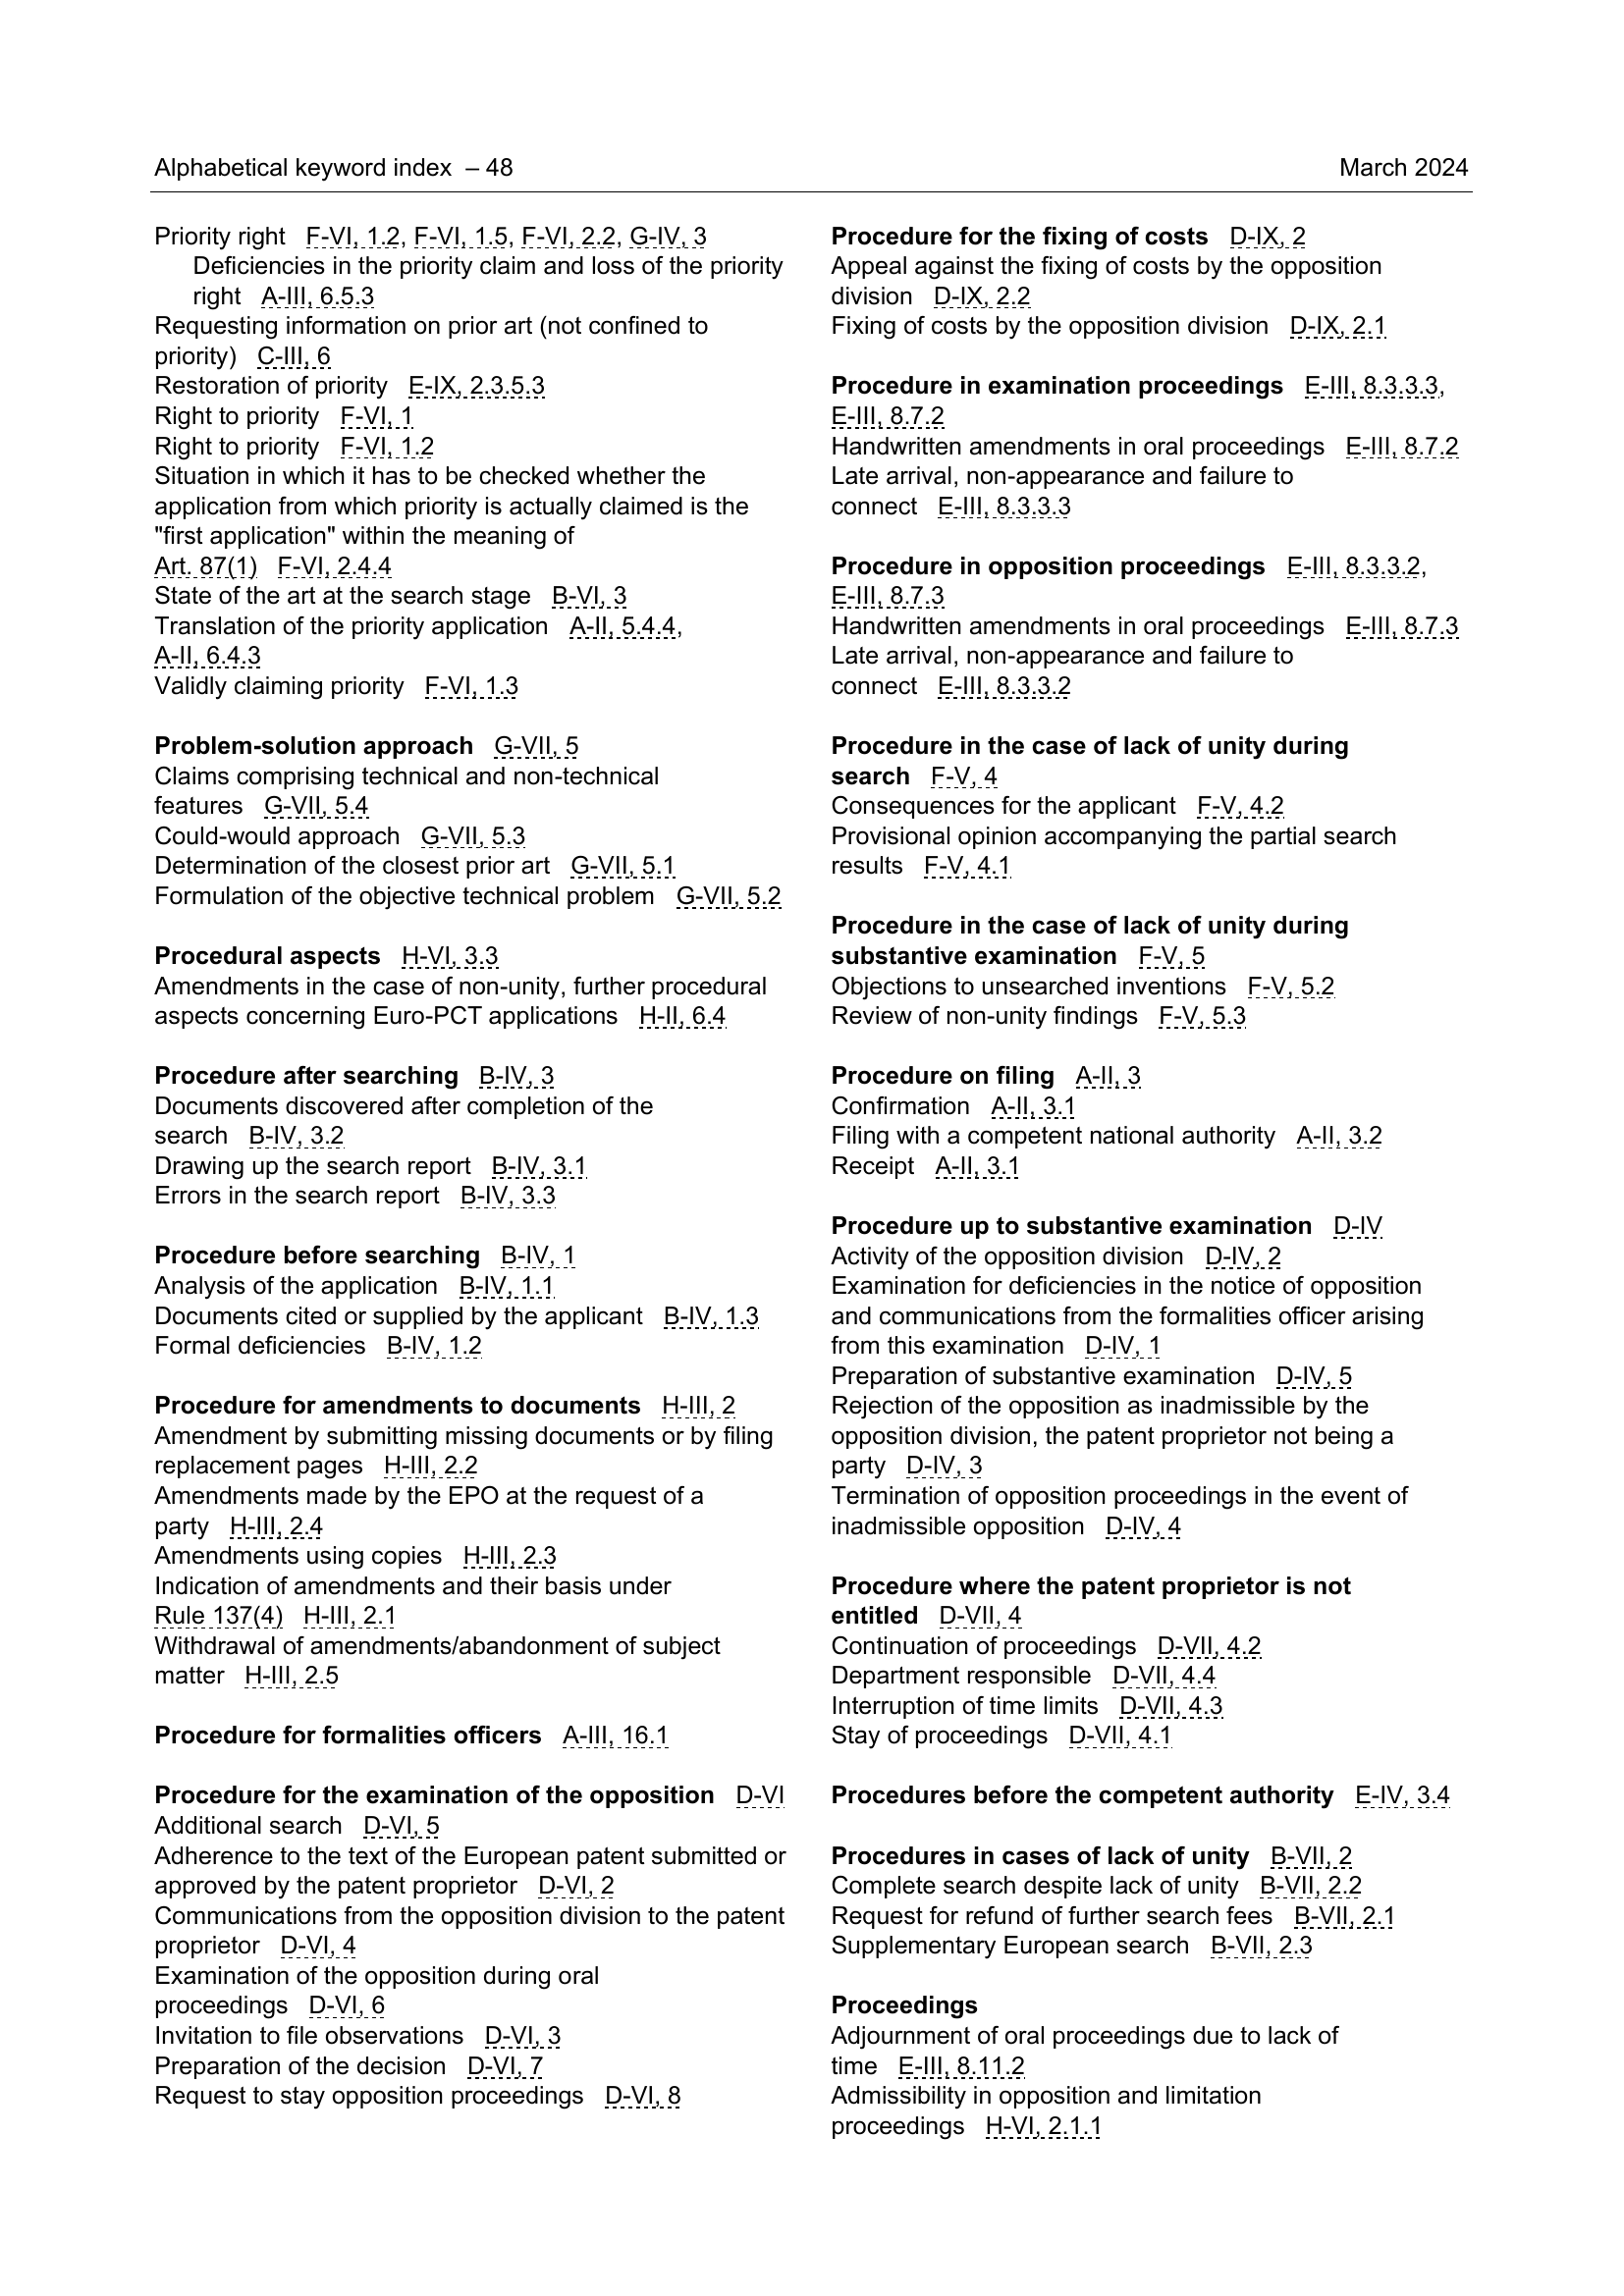 Alphabetical keyword index – 48
March 2024
Priority right F-VI, 1.2, F-VI, 1.5, F-VI, 2.2, G-IV, 3
Deficiencies in the priority claim and loss of the priority
right A-III, 6.5.3
Requesting information on prior art (not confined to
priority) C-III, 6
Restoration of priority E-IX, 2.3.5.3
Right to priority F-VI, 1
Right to priority F-VI, 1.2
Situation in which it has to be checked whether the
application from which priority is actually claimed is the
"first application" within the meaning of
Art. 87(1) F-VI, 2.4.4
State of the art at the search stage B-VI, 3
Translation of the priority application A-II, 5.4.4,
A-II, 6.4.3
Validly claiming priority F-VI, 1.3
Problem-solution approach G-VII, 5
Claims comprising technical and non-technical
features G-VII, 5.4
Could-would approach G-VII, 5.3
Determination of the closest prior art G-VII, 5.1
Formulation of the objective technical problem G-VII, 5.2
Procedural aspects H-VI, 3.3
Amendments in the case of non-unity, further procedural
aspects concerning Euro-PCT applications H-II, 6.4
Procedure after searching B-IV, 3
Documents discovered after completion of the
search B-IV, 3.2
Drawing up the search report B-IV, 3.1
Errors in the search report B-IV, 3.3
Procedure before searching B-IV, 1
Analysis of the application B-IV, 1.1
Documents cited or supplied by the applicant B-IV, 1.3
Formal deficiencies B-IV, 1.2
Procedure for amendments to documents H-III, 2
Amendment by submitting missing documents or by filing
replacement pages H-III, 2.2
Amendments made by the EPO at the request of a
party H-III, 2.4
Amendments using copies H-III, 2.3
Indication of amendments and their basis under
Rule 137(4) H-III, 2.1
Withdrawal of amendments/abandonment of subject
matter H-III, 2.5
Procedure for formalities officers A-III, 16.1
Procedure for the examination of the opposition D-VI
Additional search D-VI, 5
Adherence to the text of the European patent submitted or
approved by the patent proprietor D-VI, 2
Communications from the opposition division to the patent
proprietor D-VI, 4
Examination of the opposition during oral
proceedings D-VI, 6
Invitation to file observations D-VI, 3
Preparation of the decision D-VI, 7
Request to stay opposition proceedings D-VI, 8
Procedure for the fixing of costs D-IX, 2
Appeal against the fixing of costs by the opposition
division D-IX, 2.2
Fixing of costs by the opposition division D-IX, 2.1
Procedure in examination proceedings E-III, 8.3.3.3,
E-III, 8.7.2
Handwritten amendments in oral proceedings E-III, 8.7.2
Late arrival, non-appearance and failure to
connect E-III, 8.3.3.3
Procedure in opposition proceedings E-III, 8.3.3.2,
E-III, 8.7.3
Handwritten amendments in oral proceedings E-III, 8.7.3
Late arrival, non-appearance and failure to
connect E-III, 8.3.3.2
Procedure in the case of lack of unity during
search F-V, 4
Consequences for the applicant F-V, 4.2
Provisional opinion accompanying the partial search
results F-V, 4.1
Procedure in the case of lack of unity during
substantive examination F-V, 5
Objections to unsearched inventions F-V, 5.2
Review of non-unity findings F-V, 5.3
Procedure on filing A-II, 3
Confirmation A-II, 3.1
Filing with a competent national authority A-II, 3.2
Receipt A-II, 3.1
Procedure up to substantive examination D-IV
Activity of the opposition division D-IV, 2
Examination for deficiencies in the notice of opposition
and communications from the formalities officer arising
from this examination D-IV, 1
Preparation of substantive examination D-IV, 5
Rejection of the opposition as inadmissible by the
opposition division, the patent proprietor not being a
party D-IV, 3
Termination of opposition proceedings in the event of
inadmissible opposition D-IV, 4
Procedure where the patent proprietor is not
entitled D-VII, 4
Continuation of proceedings D-VII, 4.2
Department responsible D-VII, 4.4
Interruption of time limits D-VII, 4.3
Stay of proceedings D-VII, 4.1
Procedures before the competent authority E-IV, 3.4
Procedures in cases of lack of unity B-VII, 2
Complete search despite lack of unity B-VII, 2.2
Request for refund of further search fees B-VII, 2.1
Supplementary European search B-VII, 2.3
Proceedings
Adjournment of oral proceedings due to lack of
time E-III, 8.11.2
Admissibility in opposition and limitation
proceedings H-VI, 2.1.1